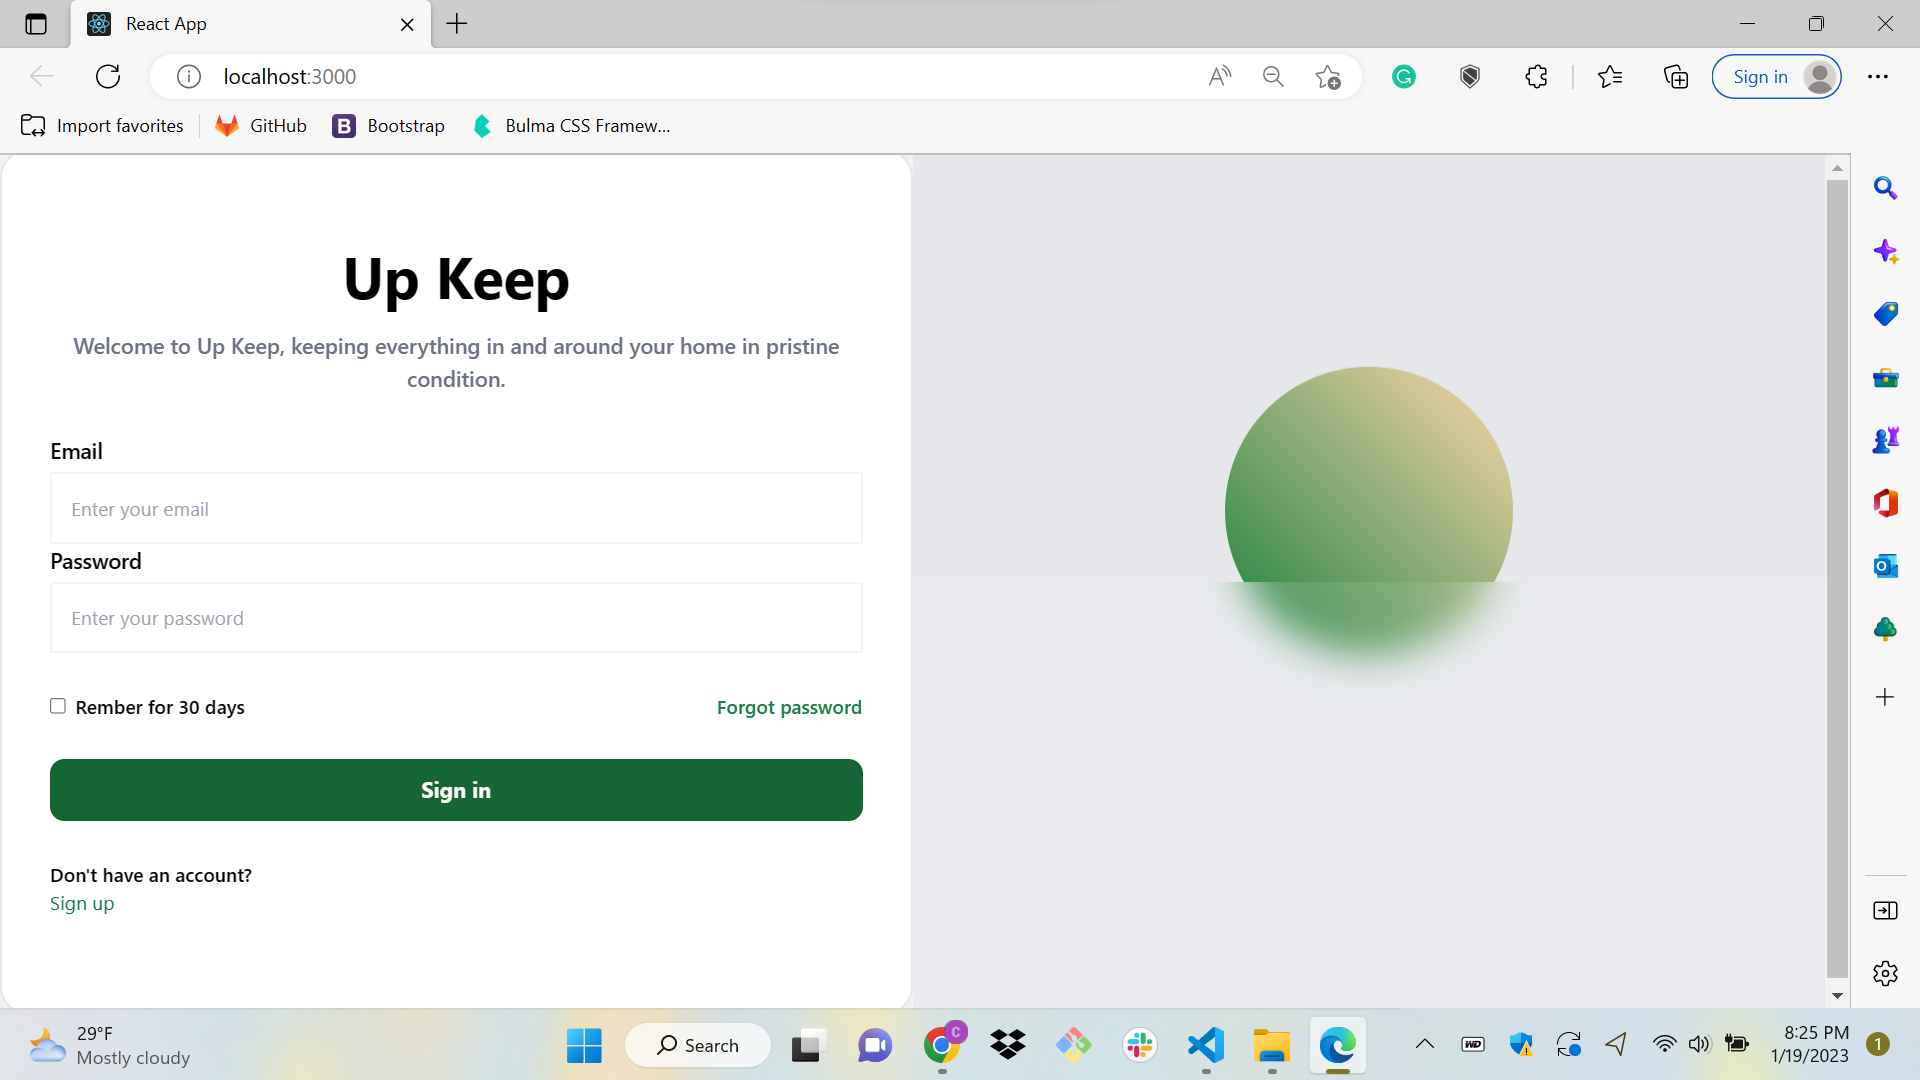 React App
localhost:3000
Sign in
Import favorites
GitHub
B
Bootstrap
Bulma CSS Framew...
Up Keep
Welcome to Up Keep, keeping everything in and around your home in pristine
condition.
Email
Enter your email
Password
Enter your password
Rember for 30 days
Forgot password
Sign in
Don't have an account?
Sign up
29°F
Mostly cloudy
Search
C
WD
8:25 PM
1/19/2023
1